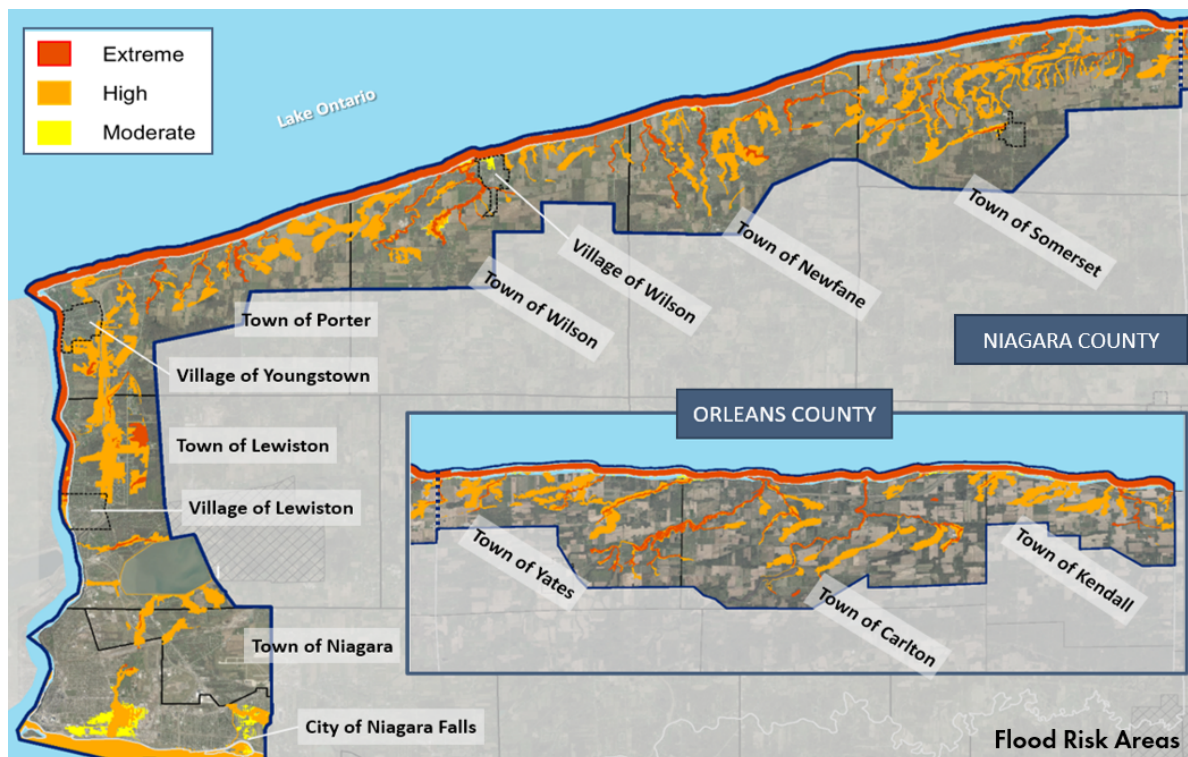 Extreme
High
Moderate
Lake Ontario
Town of Somerset
Town of Newfane
Village of Wilson
Town of Wilson
Town of Porter
NIAGARA COUNTY
Village of Youngstown
ORLEANS COUNTY
Town of Lewiston
Village of Lewiston
Town of Yates
Town of Kendall
Town of Carlton
Town of Niagara
City of Niagara Falls
Flood Risk Areas